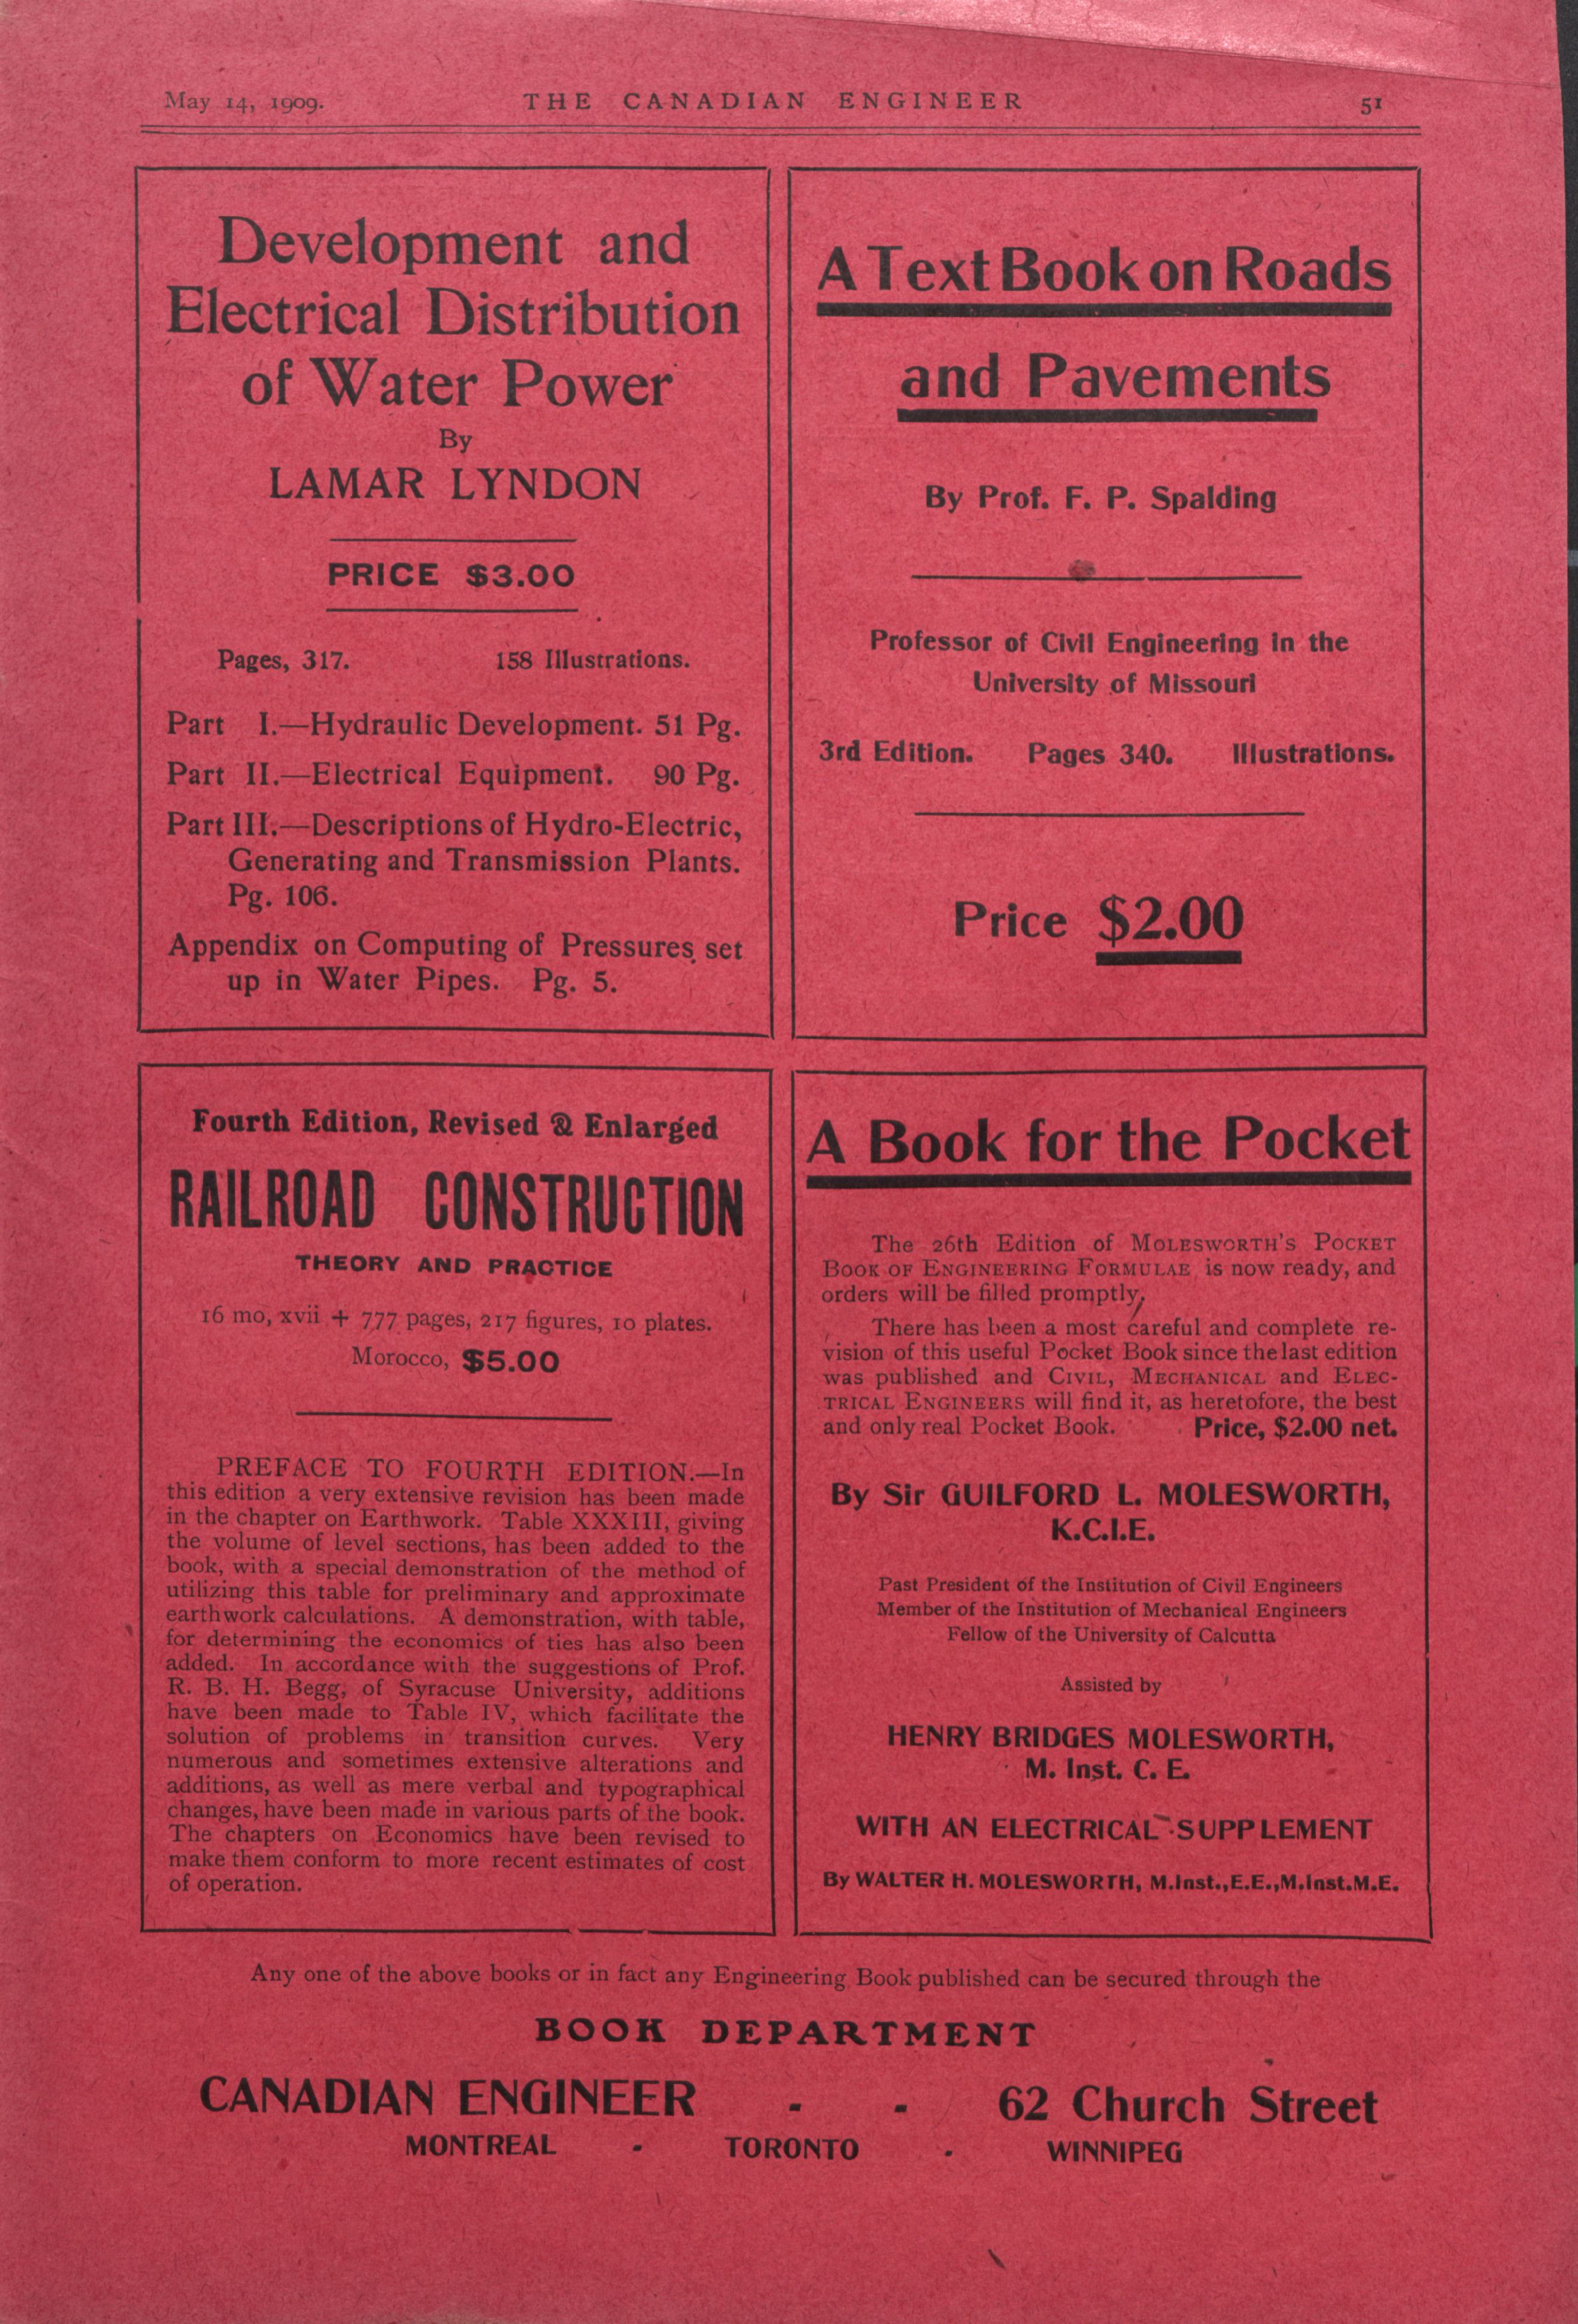 May 14, 1909.
THE CANADIAN ENGINEER
51
Development and
Electrical Distribution
of Water Power
By
LAMAR LYNDON
PRICE $3.00
Pages, 317. 158 Illustrations.
Part I.—Hydraulic Development. 51 Pg.
Part II.—Electrical Equipment. 90 Pg.
Part III.—Descriptions of Hydro-Electric,
Generating and Transmission Plants.
Pg. 106.
Appendix on Computing of Pressures set
up in Water Pipes. Pg. 5.
A Text Book on Roads
and Pavements
By Prof. F. P. Spalding
Professor of Civil Engineering in the
University of Missouri
3rd Edition. Pages 340. Illustrations.
Price $2.00
Fourth Edition, Revised & Enlarged
RAILROAD CONSTRUCTION
THEORY AND PRACTICE
16 mo, xvii + 777 pages, 217 figures, 10 plates.
Morocco, $5.00
PREFACE TO FOURTH EDITION.—In
this edition a very extensive revision has been made
in the chapter on Earthwork. Table XXXIII, giving
the volume of level sections, has been added to the
book, with a special demonstration of the method of
utilizing this table for preliminary and approximate
earthwork calculations. A demonstration, with table,
for determining the economics of ties has also been
added. In accordance with the suggestions of Prof.
R. B. H. Begg, of Syracuse University, additions
have been made to Table IV, which facilitate the
solution of problems in transition curves. Very
numerous and sometimes extensive alterations and
additions, as well as mere verbal and typographical
changes, have been made in various parts of the book.
The chapters on Economics have been revised to
make them conform to more recent estimates of cost
of operation.
A Book for the Pocket
The 26th Edition of MOLESWORTH'S POCKET
BOOK OF ENGINEERING FORMULAE is now ready, and
orders will be filled promptly.
There has been a most careful and complete re-
vision of this useful Pocket Book since the last edition
was published and CIVIL, MECHANICAL and ELEC-
TRICAL ENGINEERS will find it, as heretofore, the best
and only real Pocket Book. Price, $2.00 net.
By Sir GUILFORD L. MOLESWORTH,
K.C.I.E.
Past President of the Institution of Civil Engineers
Member of the Institution of Mechanical Engineers
Fellow of the University of Calcutta
Assisted by
HENRY BRIDGES MOLESWORTH,
M. Inst. C. E.
WITH AN ELECTRICAL SUPPLEMENT
By WALTER H. MOLESWORTH, M.Inst.,E.E.,M.Inst.M.E.
Any one of the above books or in fact any Engineering Book published can be secured through the
BOOK DEPARTMENT
CANADIAN ENGINEER - - 62 Church Street
MONTREAL - TORONTO - WINNIPEG